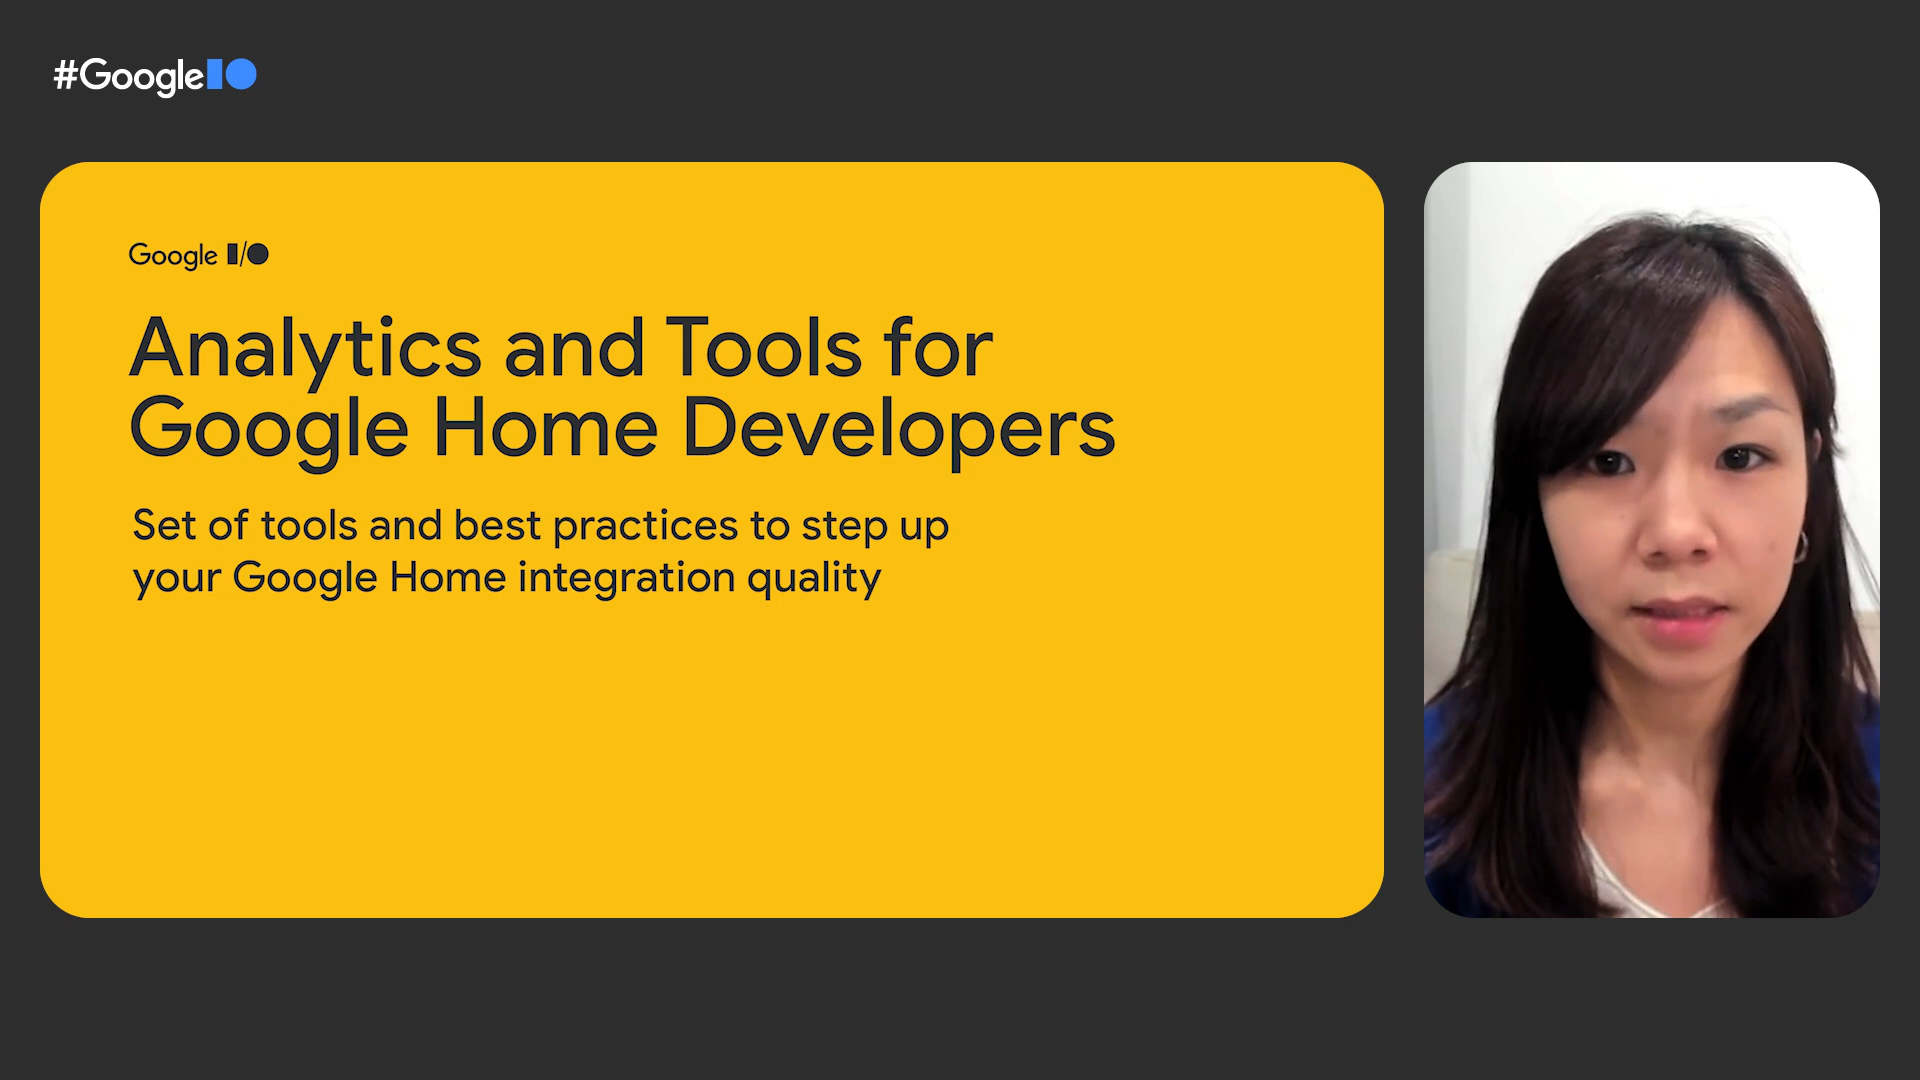 #GoogleIO
Google I/O
Analytics and Tools for
Google Home Developers
Set of tools and best practices to step up
your Google Home integration quality